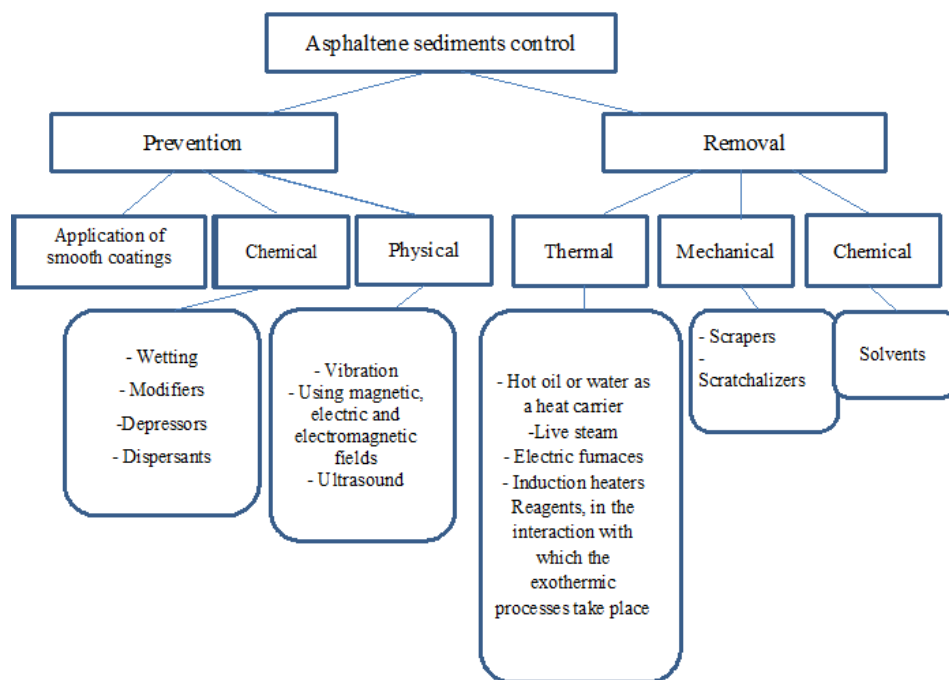 Asphaltene sediments control
Prevention
Removal
Application of
smooth coatings
Chemical
Physical
Thermal
Mechanical
Chemical
- Wetting
- Modifiers
-Depressors
- Dispersants
- Vibration
- Using magnetic,
electric and
electromagnetic
fields
- Ultrasound
- Hot oil or water as
a heat carrier
-Live steam
- Electric furnaces
- Induction heaters
Reagents, in the
interaction with
which the
exothermic
processes take place
- Scrapers
-
Scratchalizers
Solvents